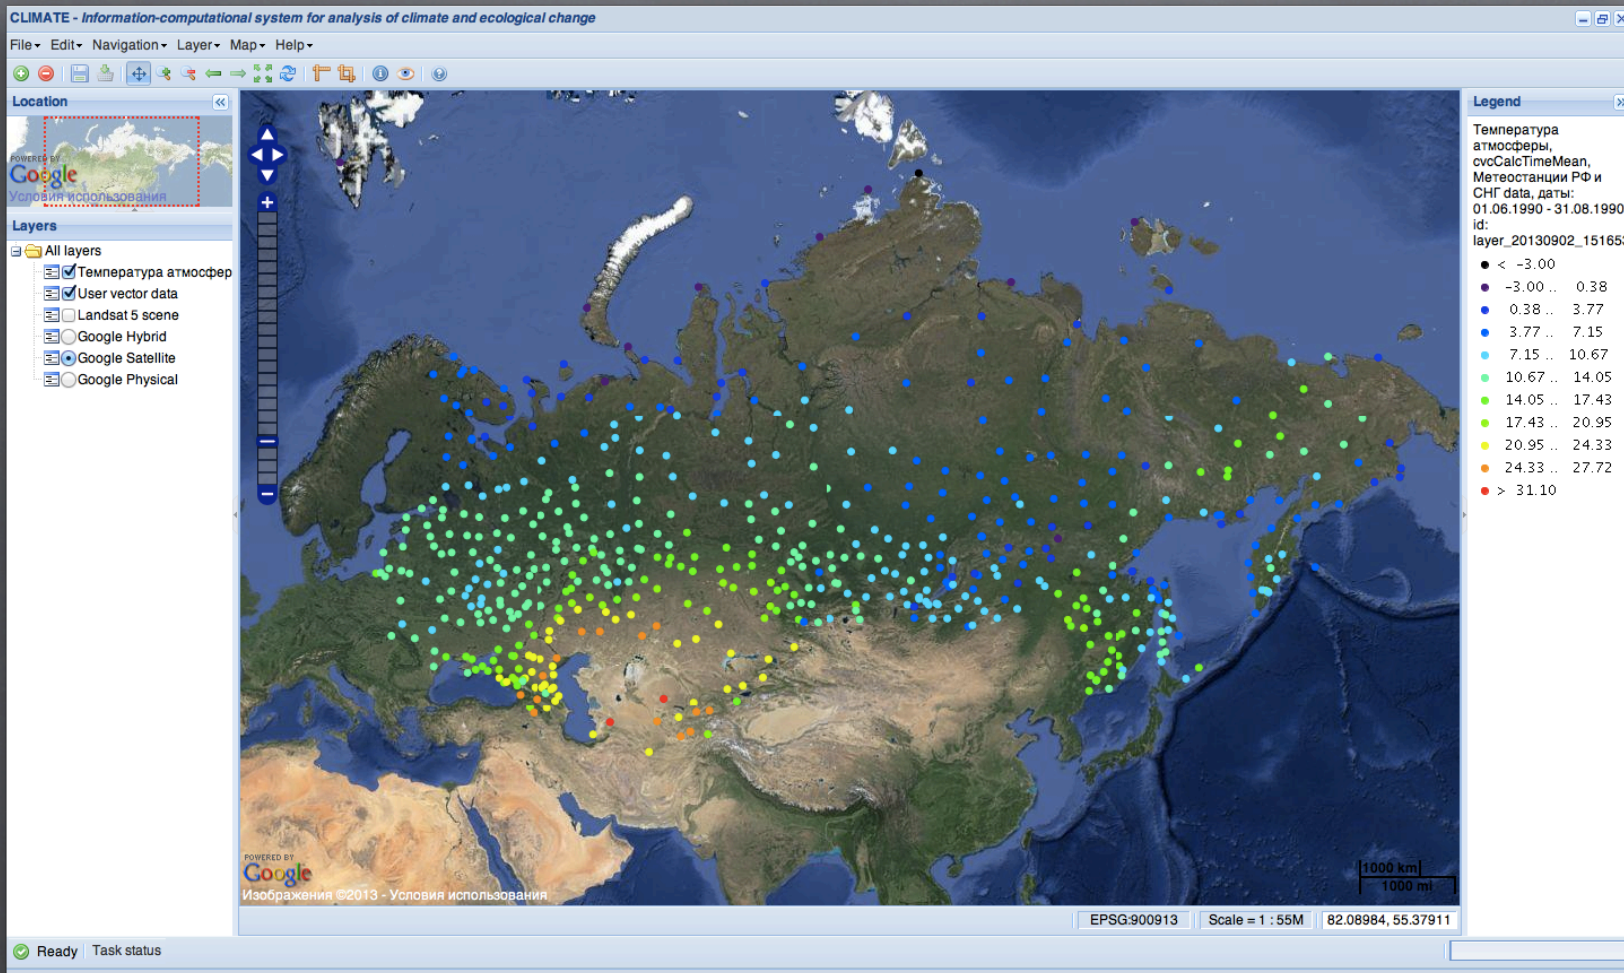 CLIMATE - Information-computational system for analysis of climate and ecological change
File Edit Navigation Layer Map Help
Location
POWERED BY
Google
Условия использования
Layers
All layers
Температура атмосфер
User vector data
Landsat 5 scene
Google Hybrid
Google Satellite
Google Physical
POWERED BY
Google
Изображения ©2013 - Условия использования
1000 km
1000 mi
EPSG:900913
Scale = 1 : 55M
82.08984, 55.37911
Legend
Температура
атмосферы,
cvcCalcTimeMean,
Метеостанции РФ и
СНГ data, даты:
01.06.1990 - 31.08.1990
id:
layer_20130902_15165
< -3.00
-3.00 .. 0.38
0.38 .. 3.77
3.77 .. 7.15
7.15 .. 10.67
10.67 .. 14.05
14.05 .. 17.43
17.43 .. 20.95
20.95 .. 24.33
24.33 .. 27.72
> 31.10
Ready
Task status